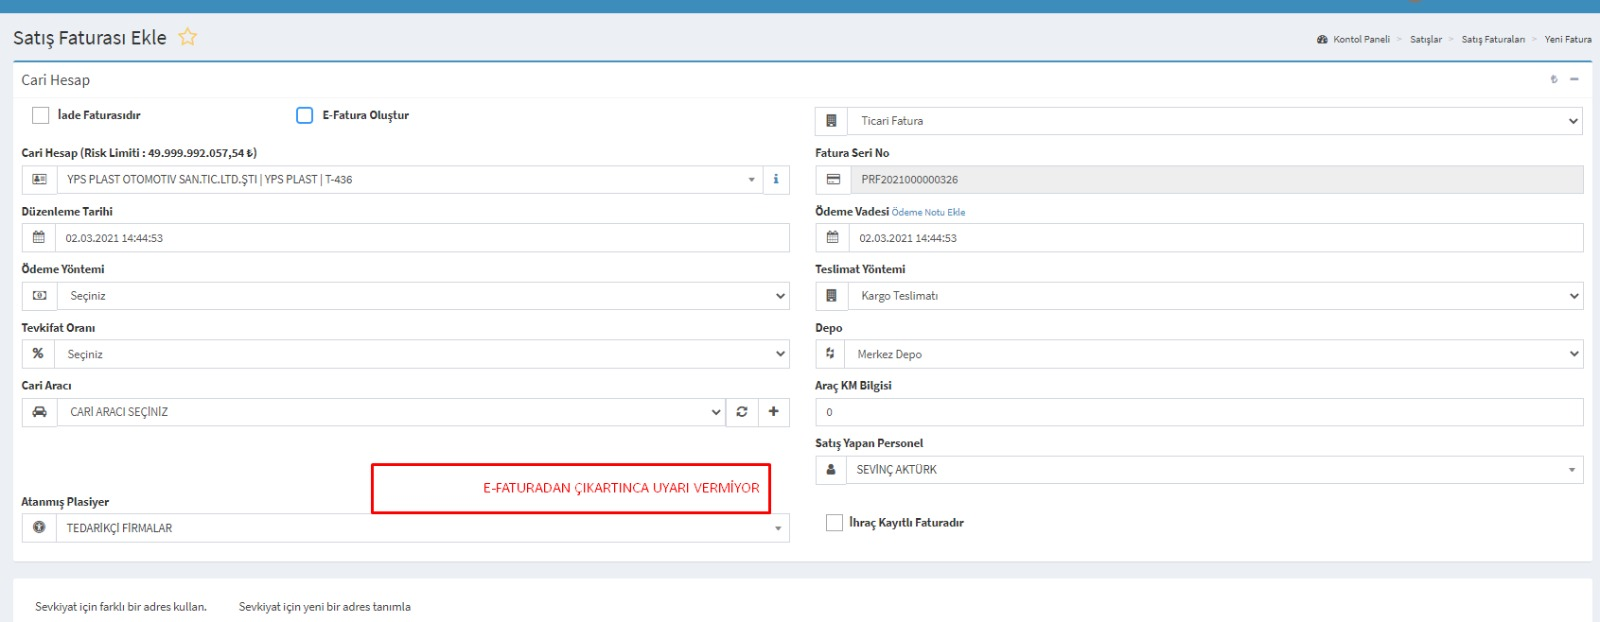 Satış Faturası Ekle
Kontol Paneli > Satışlar > Satış Faturaları > Yeni Fatura
Cari Hesap
İade Faturasıdır
E-Fatura Oluştur
Ticari Fatura
Cari Hesap (Risk Limiti : 49.999.992.057,54 ₺)
Fatura Seri No
YPS PLAST OTOMOTIV SAN.TIC.LTD.ŞTI | YPS PLAST | T-436
PRF2021000000326
Düzenleme Tarihi
Ödeme Vadesi Ödeme Notu Ekle
02.03.2021 14:44:53
02.03.2021 14:44:53
Ödeme Yöntemi
Teslimat Yöntemi
Seçiniz
Kargo Teslimatı
Tevkifat Oranı
Depo
% Seçiniz
Merkez Depo
Cari Aracı
Araç KM Bilgisi
CARİ ARACI SEÇİNİZ
0
Satış Yapan Personel
SEVİNÇ AKTÜRK
E-FATURADAN ÇIKARTINCA UYARI VERMİYOR
Atanmış Plasiyer
TEDARİKÇİ FİRMALAR
İhraç Kayıtlı Faturadır
Sevkiyat için farklı bir adres kullan.
Sevkiyat için yeni bir adres tanımla